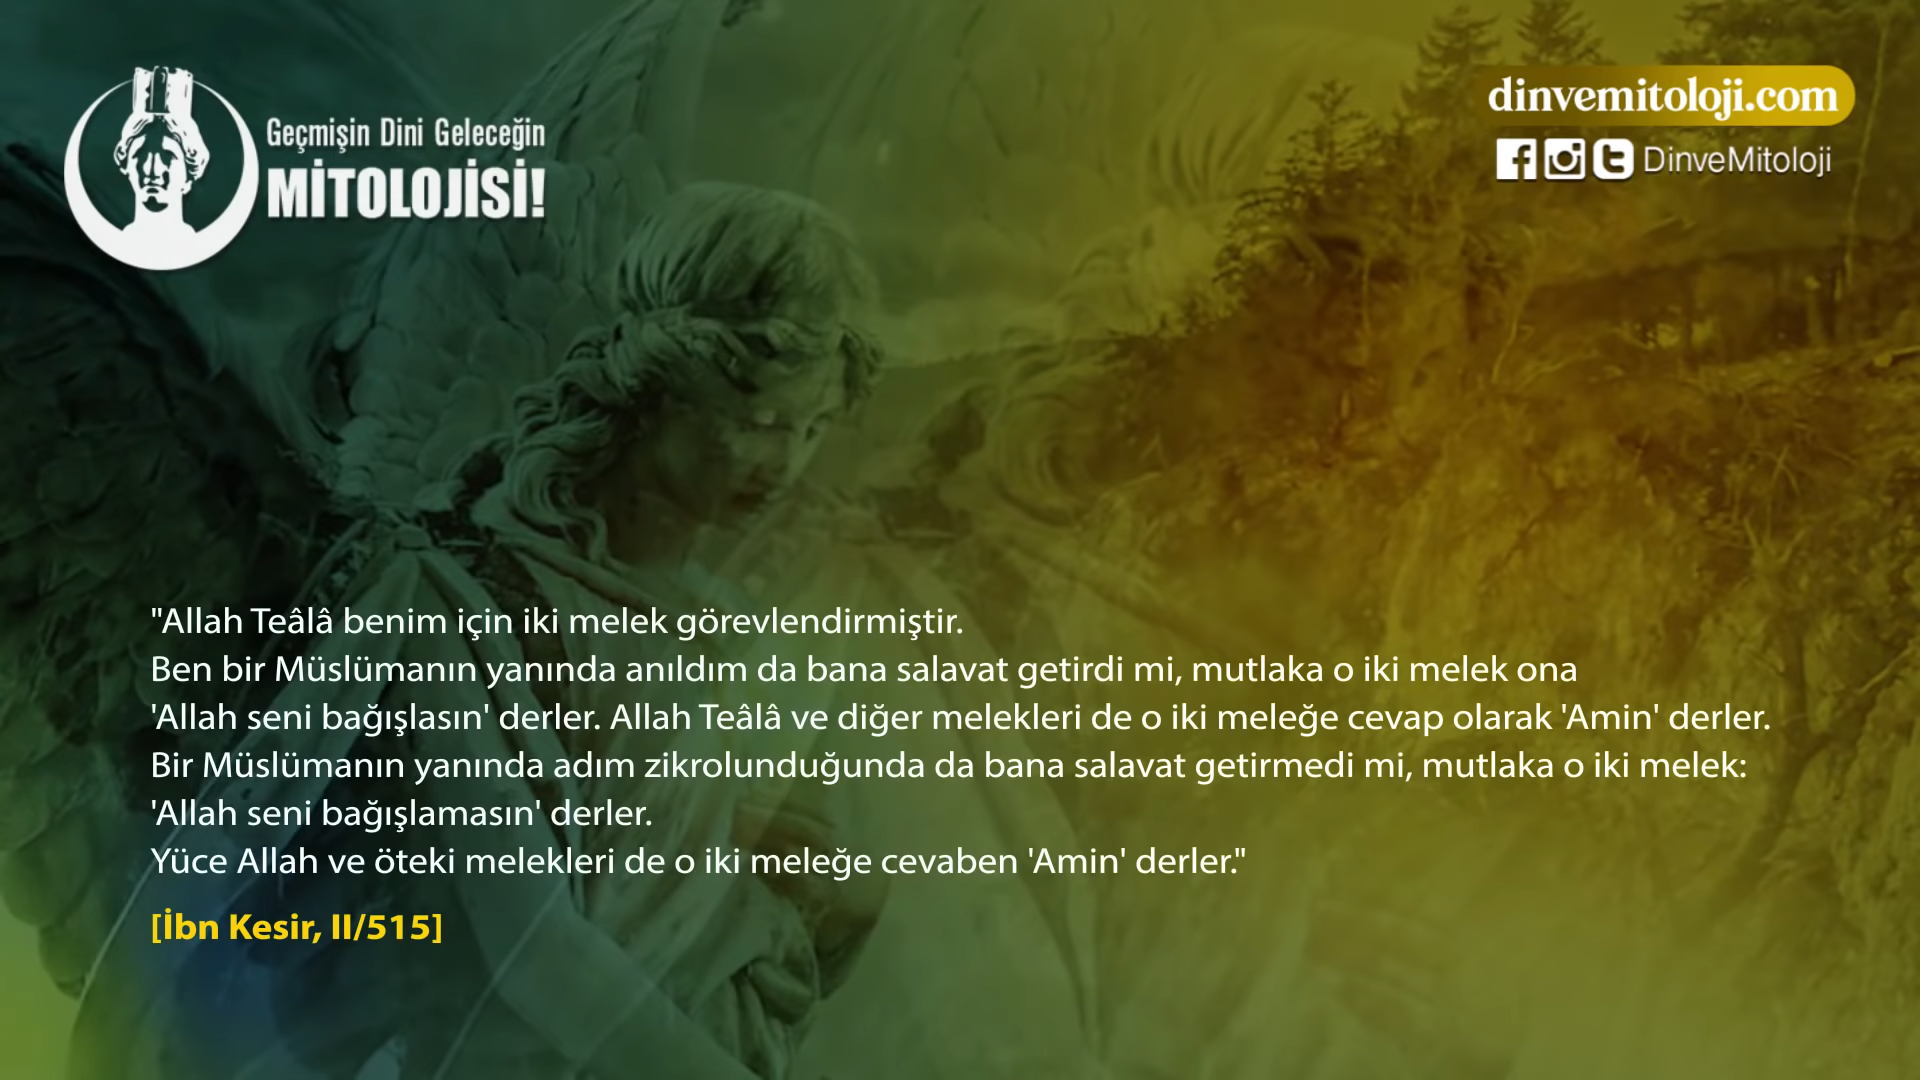 Geçmişin Dini Geleceğin
MİTOLOJİSİ!
dinvemitoloji.com
DinveMitoloji
"Allah Teâlâ benim için iki melek görevlendirmiştir.
Ben bir Müslümanın yanında anıldım da bana salavat getirdi mi, mutlaka o iki melek ona
'Allah seni bağışlasın' derler. Allah Teâlâ ve diğer melekleri de o iki meleğe cevap olarak 'Amin' derler.
Bir Müslümanın yanında adım zikrolunduğunda da bana salavat getirmedi mi, mutlaka o iki melek:
'Allah seni bağışlamasın' derler.
Yüce Allah ve öteki melekleri de o iki meleğe cevaben 'Amin' derler."
[İbn Kesir, II/515]